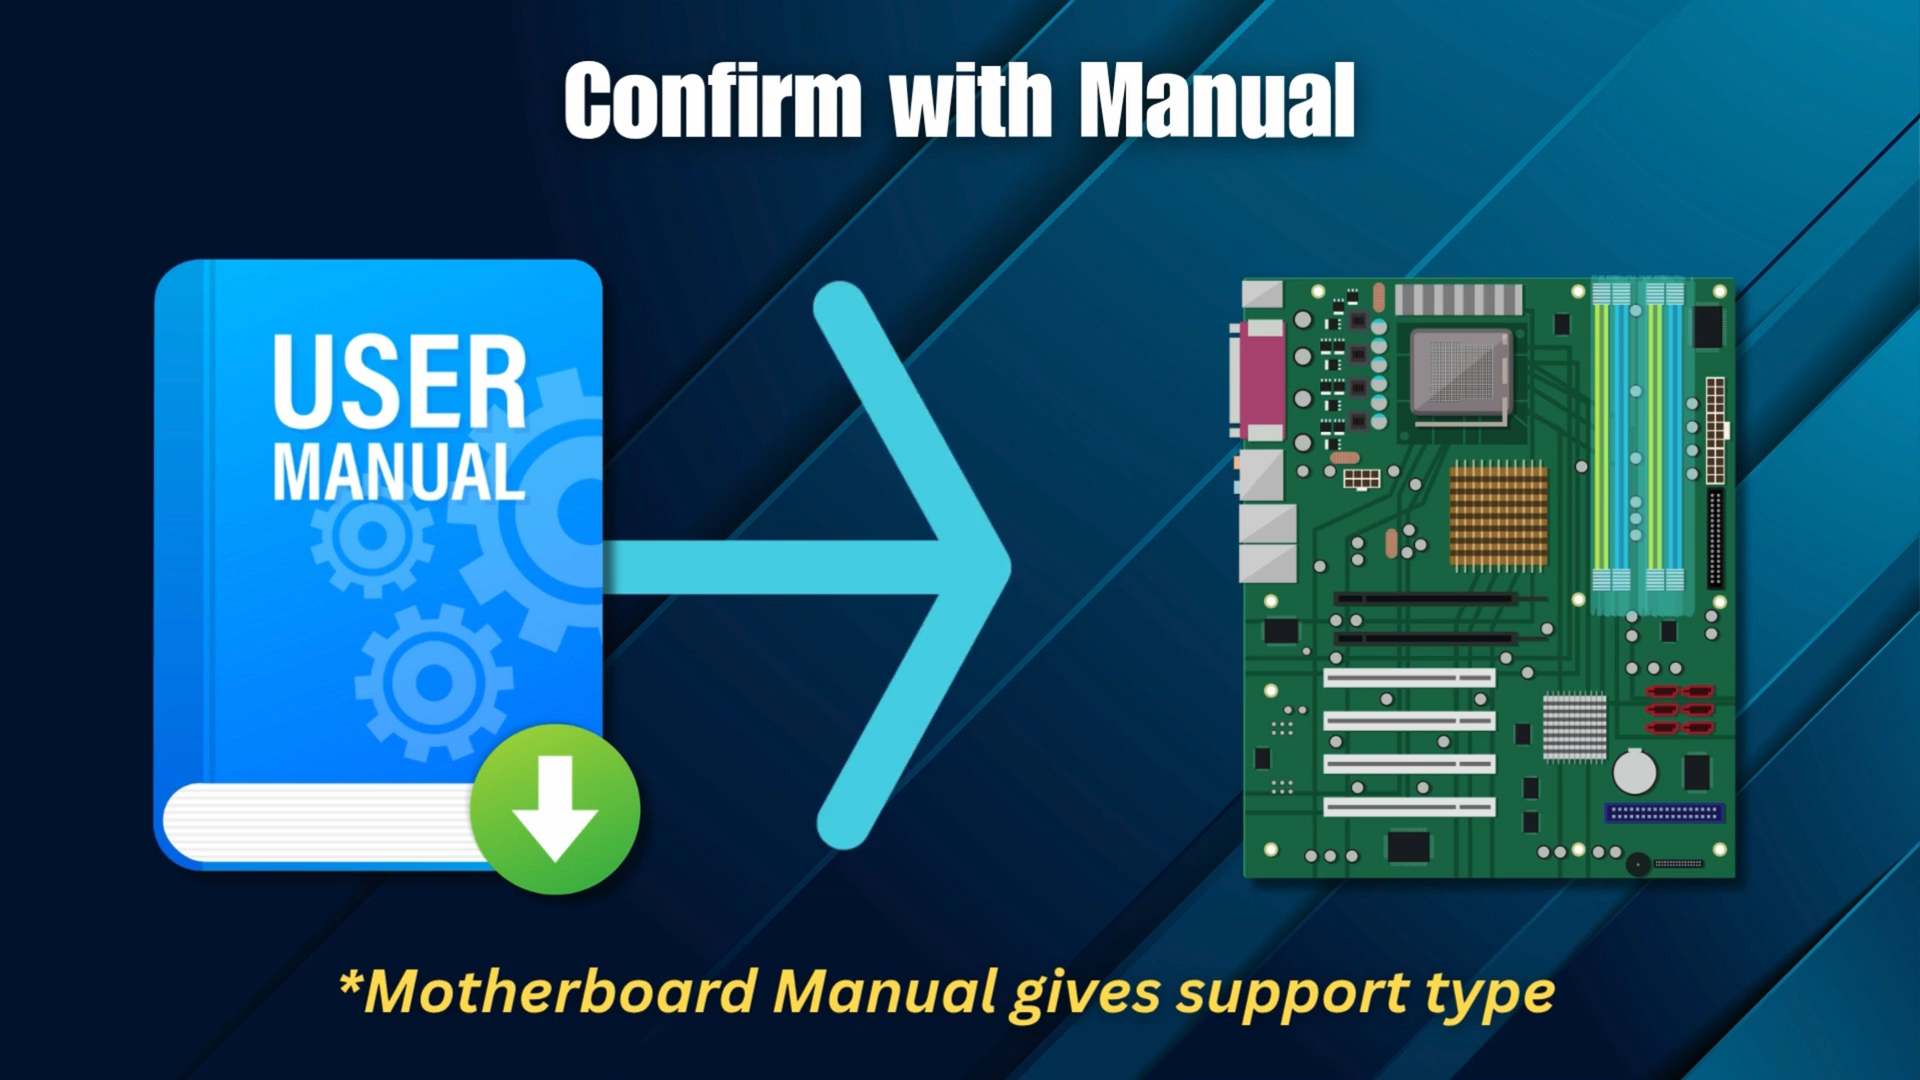 Confirm with Manual
USER
MANUAL
*Motherboard Manual gives support type